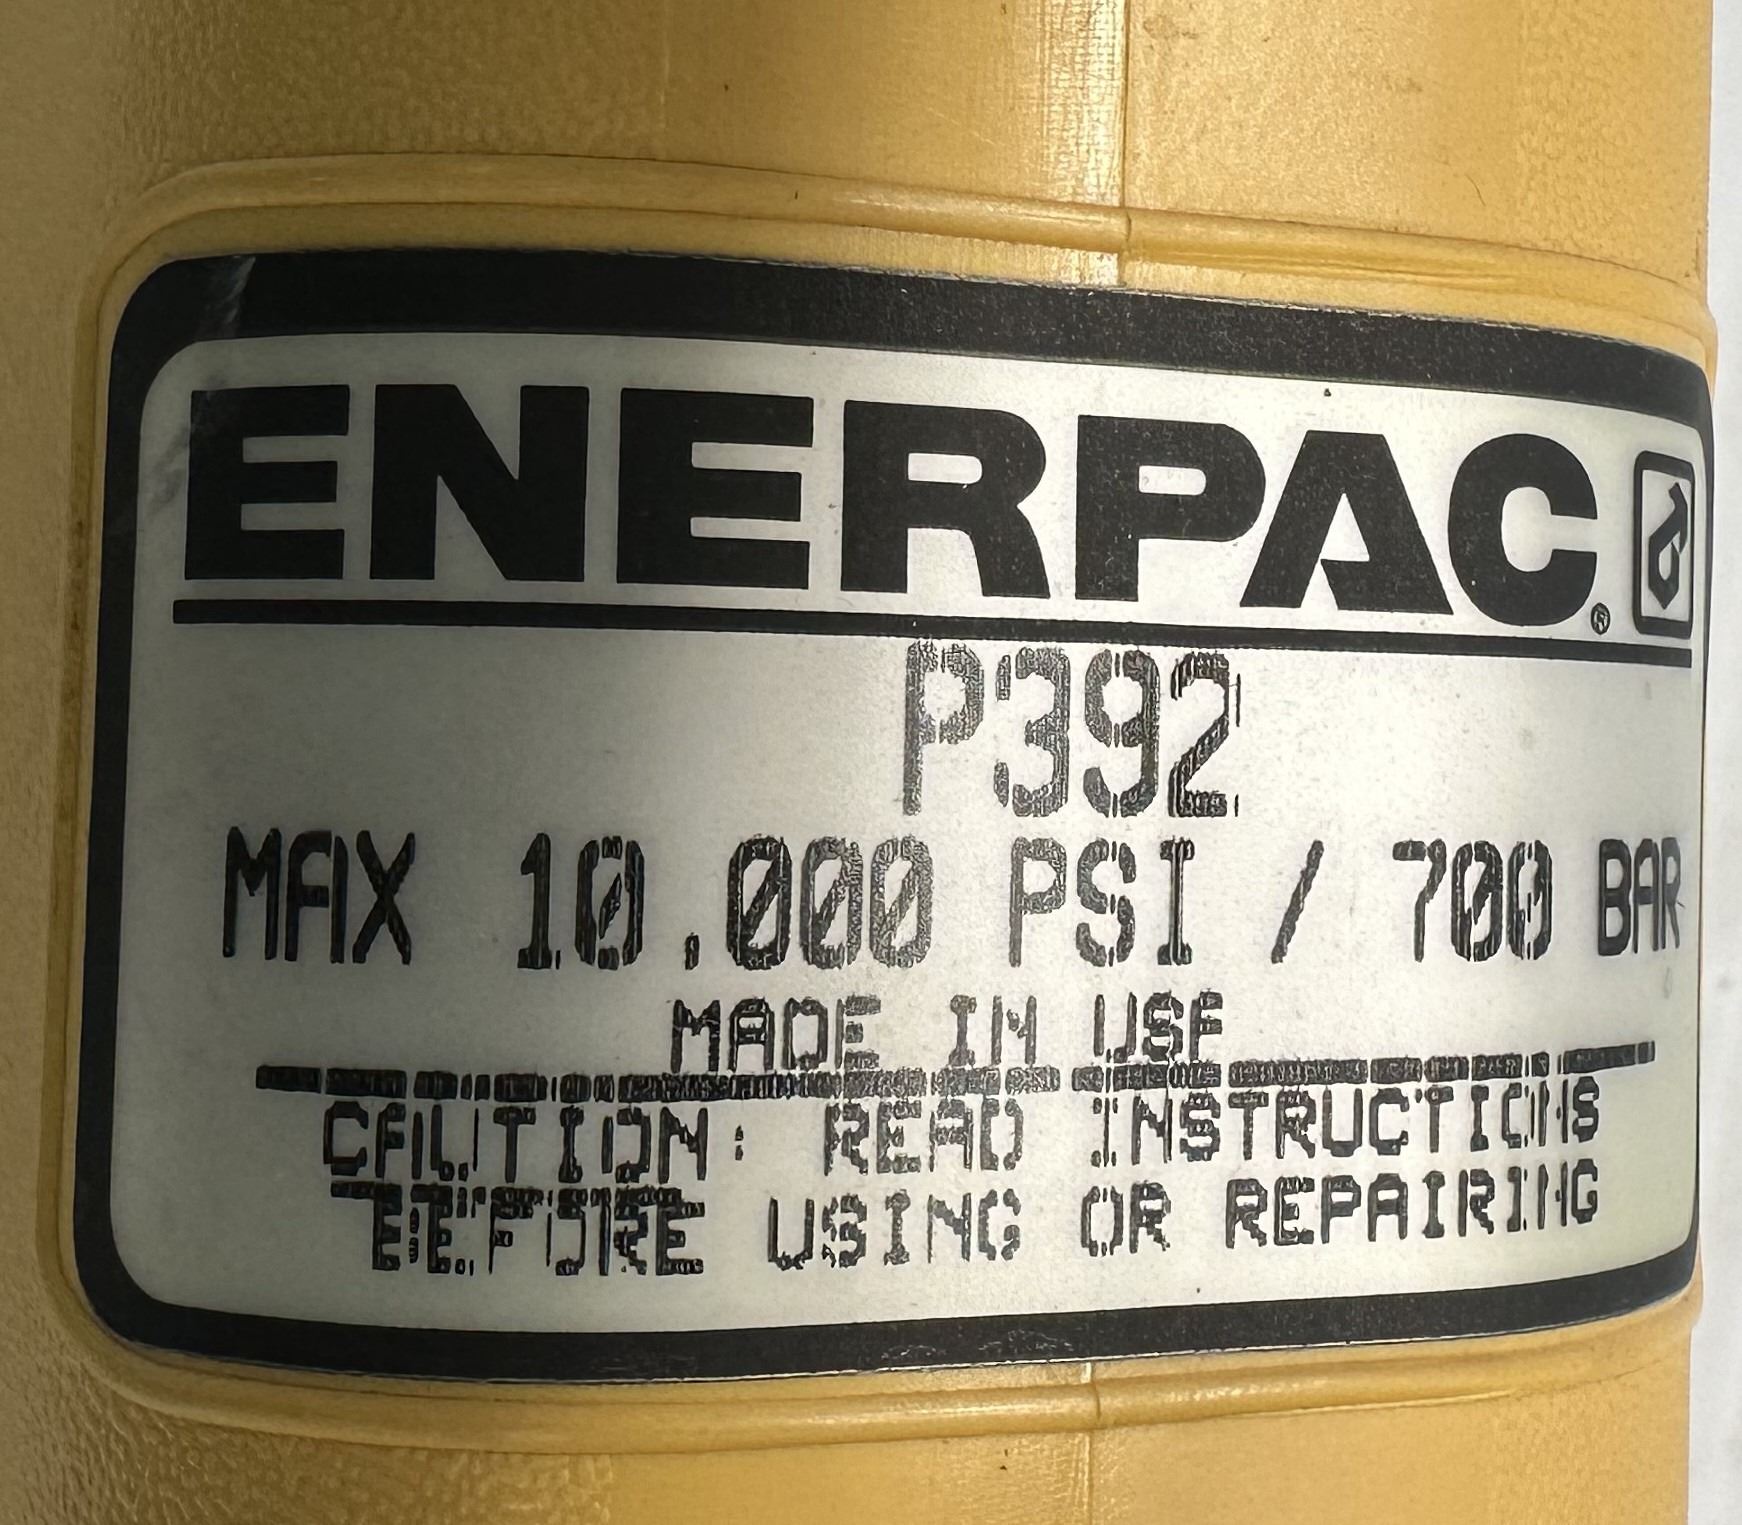 ENERPAC®
P392
MAX 10.000 PSI / 700 BAR
MADE IN USA
CAUTION: READ INSTRUCTIONS
BEFORE USING OR REPAIRING